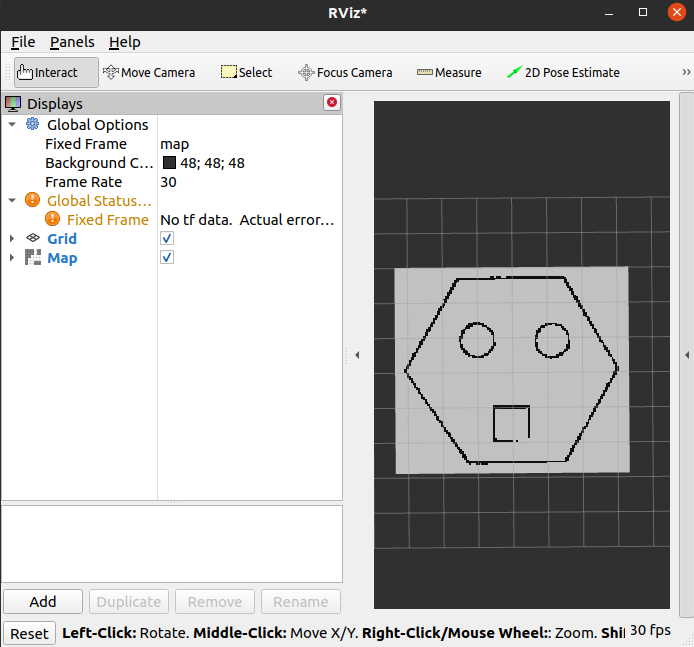 RViz*
File Panels Help
Interact Move Camera Select Focus Camera Measure 2D Pose Estimate »
Displays
Global Options
Fixed Frame map
Background C... 48; 48; 48
Frame Rate 30
Global Status...
Fixed Frame No tf data. Actual error...
Grid
Map
Add Duplicate Remove Rename
Reset Left-Click: Rotate. Middle-Click: Move X/Y. Right-Click/Mouse Wheel:: Zoom. Shi 30 fps